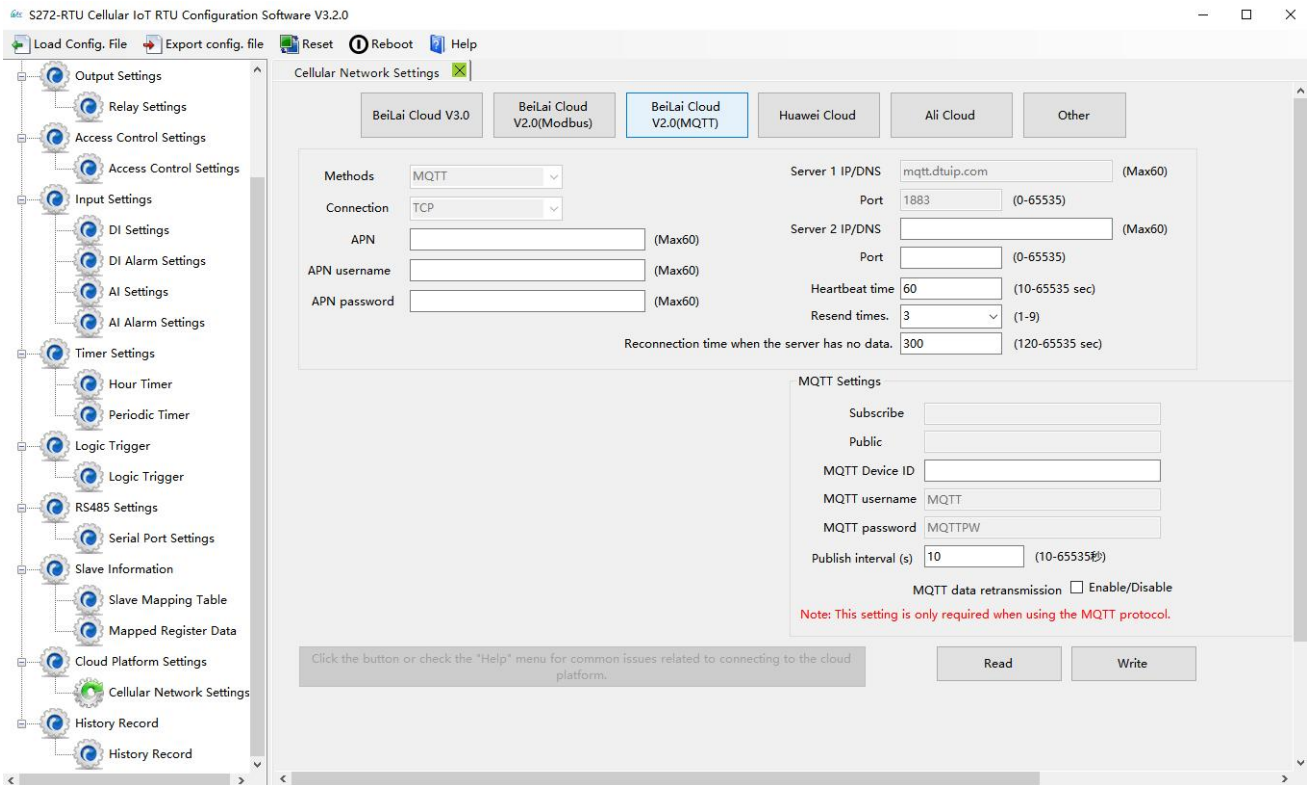 S272-RTU Cellular IoT RTU Configuration Software V3.2.0
Load Config. File Export config. file Reset Reboot Help
Output Settings
Relay Settings
Access Control Settings
Access Control Settings
Input Settings
DI Settings
DI Alarm Settings
AI Settings
AI Alarm Settings
Timer Settings
Hour Timer
Periodic Timer
Logic Trigger
Logic Trigger
RS485 Settings
Serial Port Settings
Slave Information
Slave Mapping Table
Mapped Register Data
Cloud Platform Settings
Cellular Network Settings
History Record
History Record
Cellular Network Settings
BeiLai Cloud V3.0
BeiLai Cloud
V2.0(Modbus)
BeiLai Cloud
V2.0(MQTT)
Huawei Cloud
Ali Cloud
Other
Methods MQTT
Connection TCP
APN (Max60)
APN username (Max60)
APN password (Max60)
Server 1 IP/DNS mqtt.dtuip.com (Max60)
Port 1883 (0-65535)
Server 2 IP/DNS (Max60)
Port (0-65535)
Heartbeat time 60 (10-65535 sec)
Resend times. 3 (1-9)
Reconnection time when the server has no data. 300 (120-65535 sec)
MQTT Settings
Subscribe
Public
MQTT Device ID
MQTT username MQTT
MQTT password MQTTPW
Publish interval (s) 10 (10-65535秒)
MQTT data retransmission Enable/Disable
Note: This setting is only required when using the MQTT protocol.
Click the button or check the "Help" menu for common issues related to connecting to the cloud
platform.
Read
Write